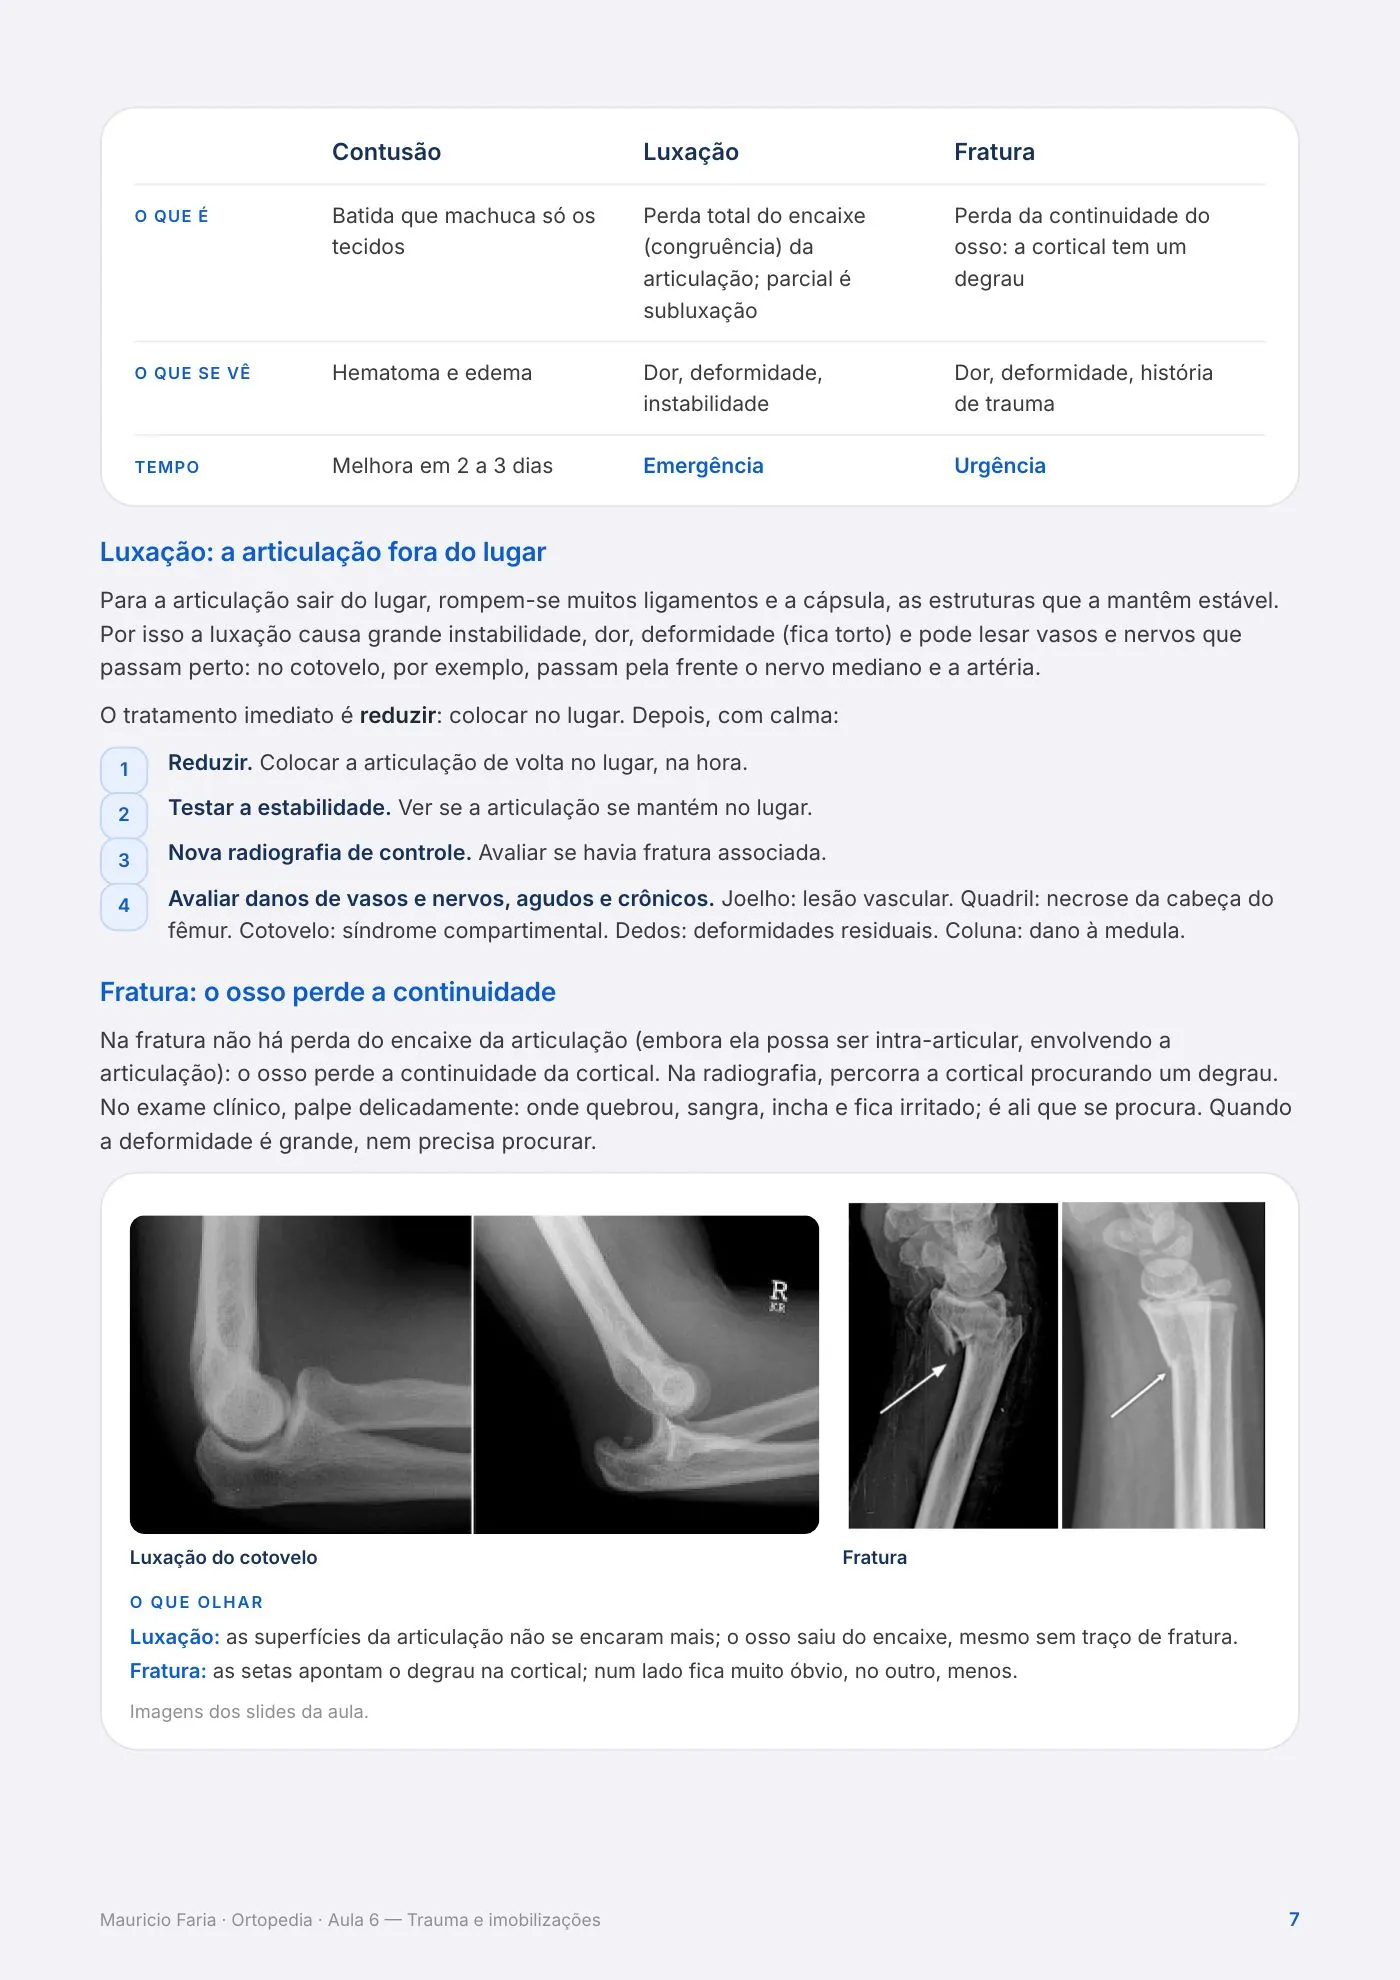 Contusão Luxação Fratura
O QUE É Batida que machuca só os Perda total do encaixe Perda da continuidade do
tecidos (congruência) da osso: a cortical tem um
articulação; parcial é degrau
subluxação
O QUE SE VÊ Hematoma e edema Dor, deformidade, Dor, deformidade, história
instabilidade de trauma
TEMPO Melhora em 2 a 3 dias Emergência Urgência
Luxação: a articulação fora do lugar
Para a articulação sair do lugar, rompem-se muitos ligamentos e a cápsula, as estruturas que a mantêm estável.
Por isso a luxação causa grande instabilidade, dor, deformidade (fica torto) e pode lesar vasos e nervos que
passam perto: no cotovelo, por exemplo, passam pela frente o nervo mediano e a artéria.
O tratamento imediato é reduzir: colocar no lugar. Depois, com calma:
1 Reduzir. Colocar a articulação de volta no lugar, na hora.
2 Testar a estabilidade. Ver se a articulação se mantém no lugar.
3 Nova radiografia de controle. Avaliar se havia fratura associada.
4 Avaliar danos de vasos e nervos, agudos e crônicos. Joelho: lesão vascular. Quadril: necrose da cabeça do
fêmur. Cotovelo: síndrome compartimental. Dedos: deformidades residuais. Coluna: dano à medula.
Fratura: o osso perde a continuidade
Na fratura não há perda do encaixe da articulação (embora ela possa ser intra-articular, envolvendo a
articulação): o osso perde a continuidade da cortical. Na radiografia, percorra a cortical procurando um degrau.
No exame clínico, palpe delicadamente: onde quebrou, sangra, incha e fica irritado; é ali que se procura. Quando
a deformidade é grande, nem precisa procurar.
R
Luxação do cotovelo Fratura
O QUE OLHAR
Luxação: as superfícies da articulação não se encaram mais; o osso saiu do encaixe, mesmo sem traço de fratura.
Fratura: as setas apontam o degrau na cortical; num lado fica muito óbvio, no outro, menos.
Imagens dos slides da aula.
Mauricio Faria · Ortopedia · Aula 6 — Trauma e imobilizações 7